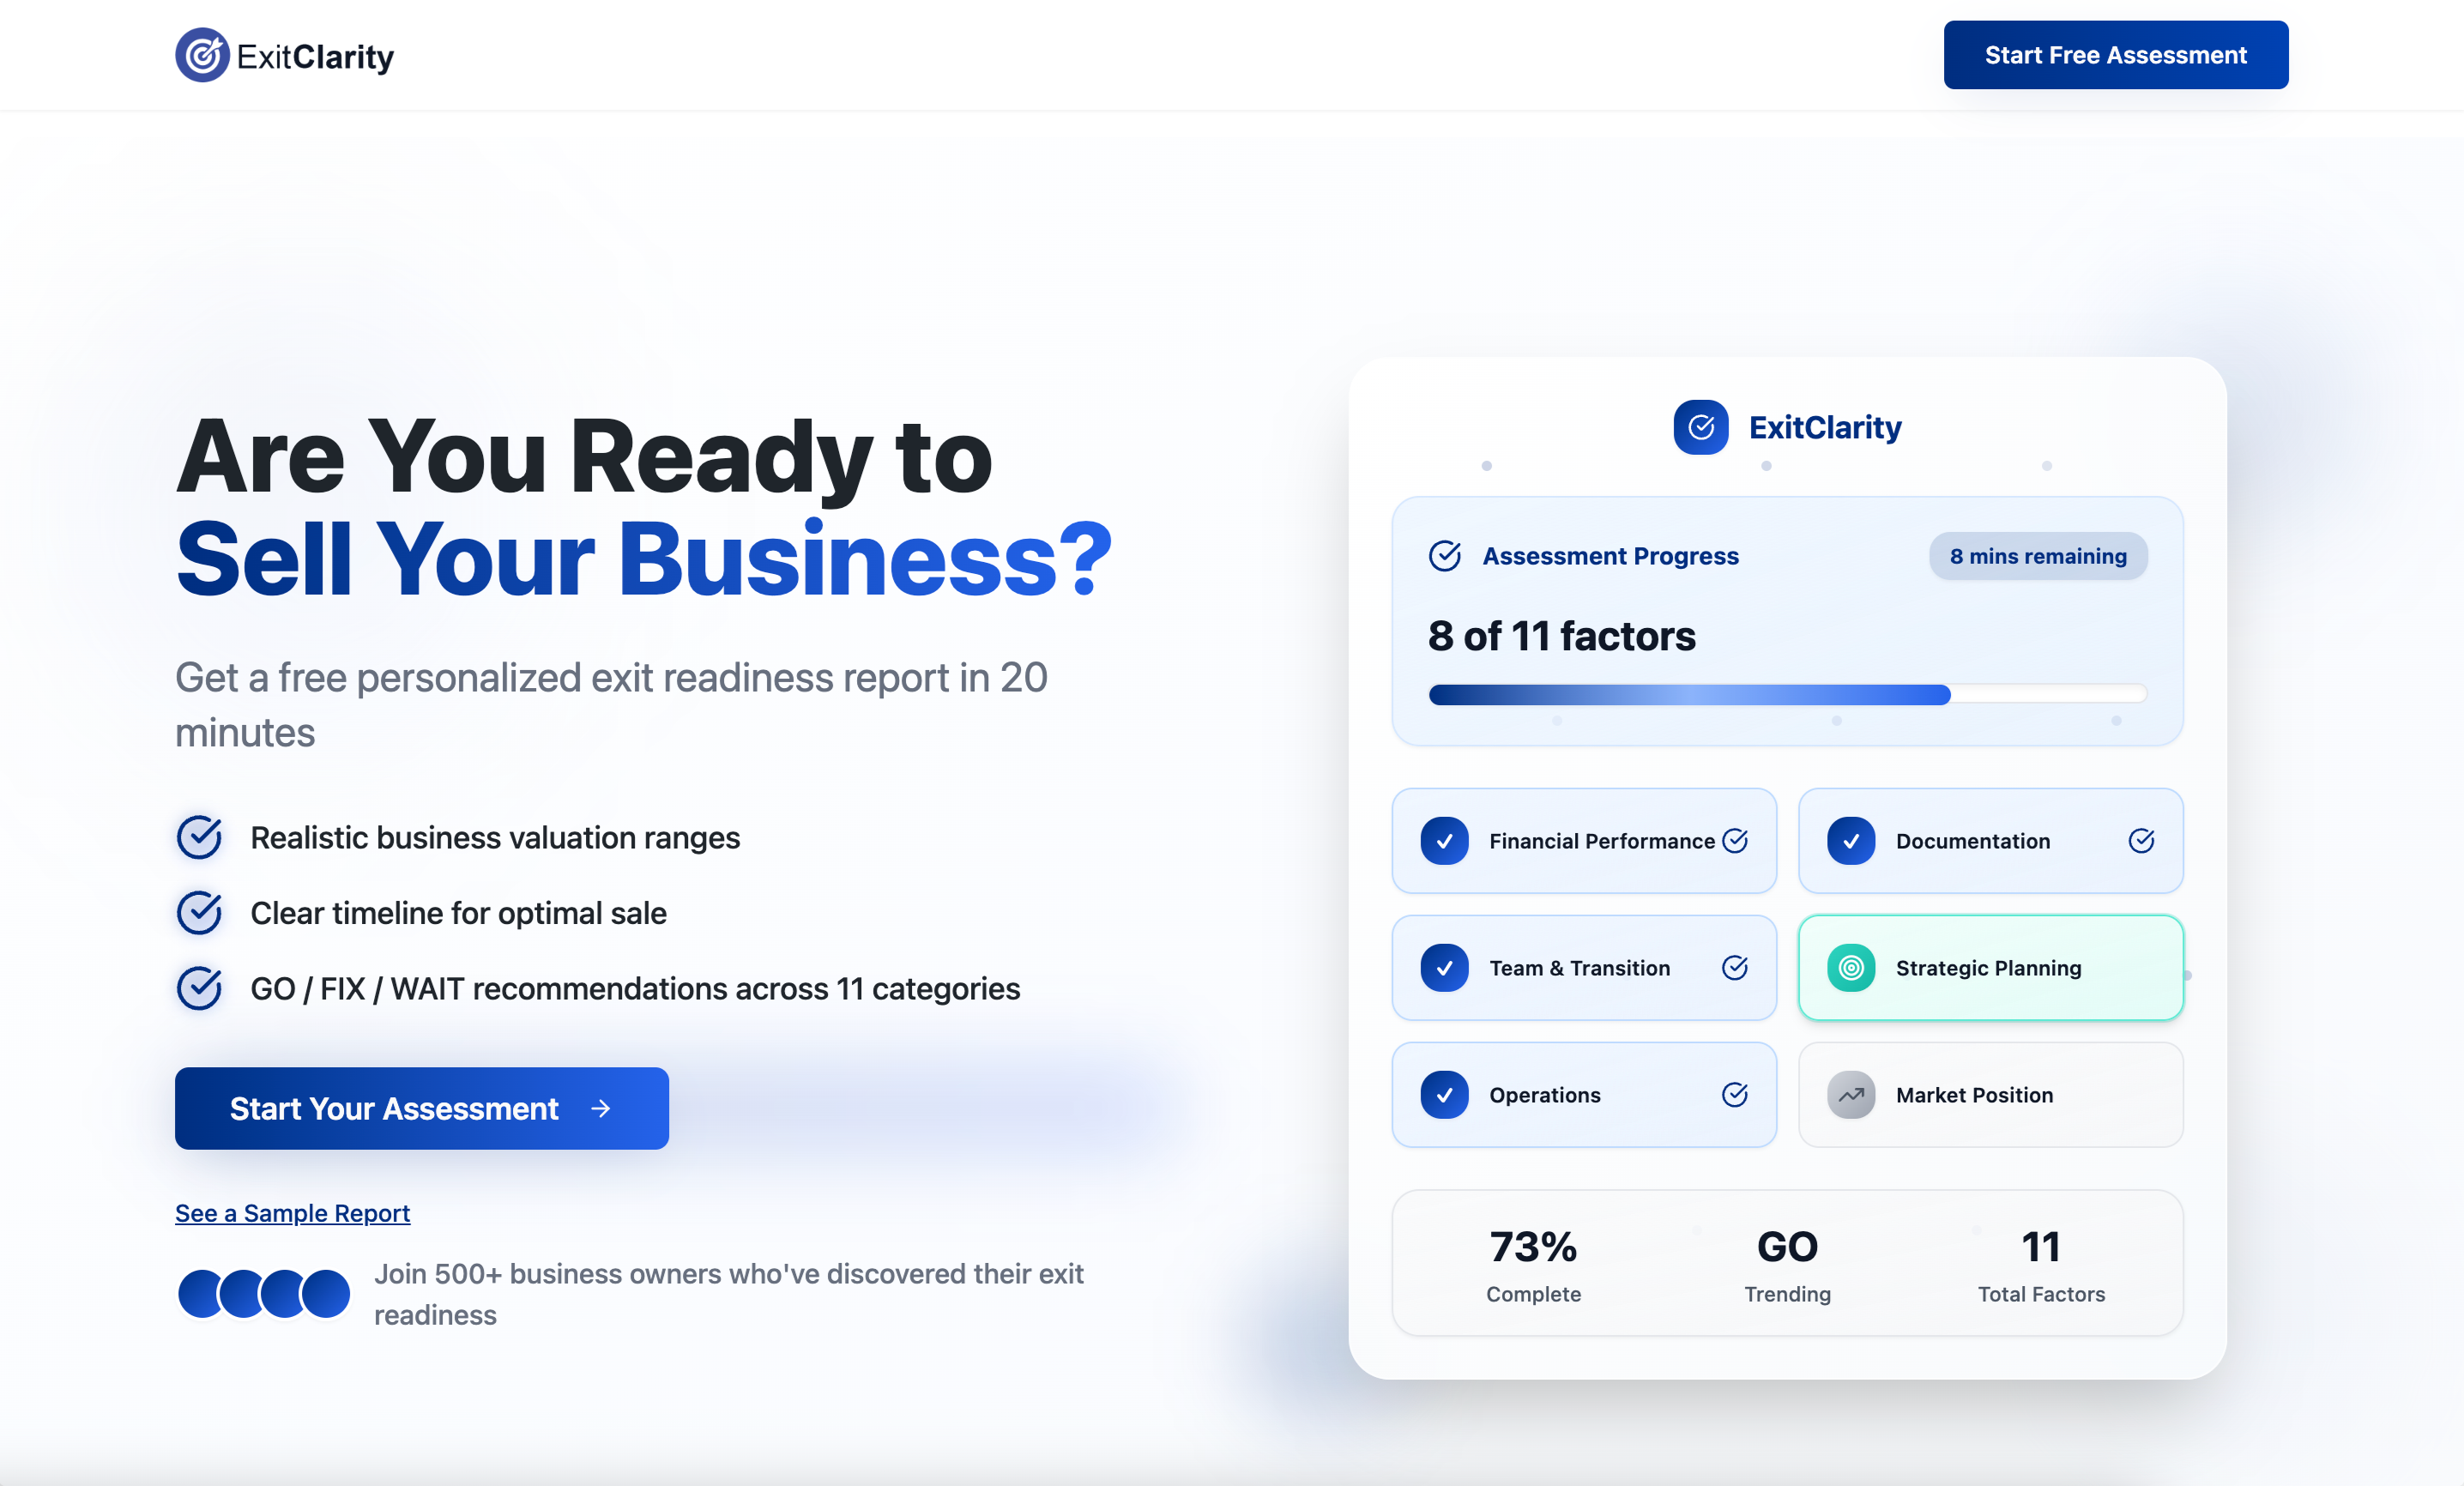 ExitClarity
Start Free Assessment
Are You Ready to
Sell Your Business?
Get a free personalized exit readiness report in 20
minutes
Realistic business valuation ranges
Clear timeline for optimal sale
GO / FIX / WAIT recommendations across 11 categories
Start Your Assessment
See a Sample Report
Join 500+ business owners who've discovered their exit
readiness
ExitClarity
Assessment Progress
8 mins remaining
8 of 11 factors
Financial Performance
Documentation
Team & Transition
Strategic Planning
Operations
Market Position
73%
Complete
GO
Trending
11
Total Factors